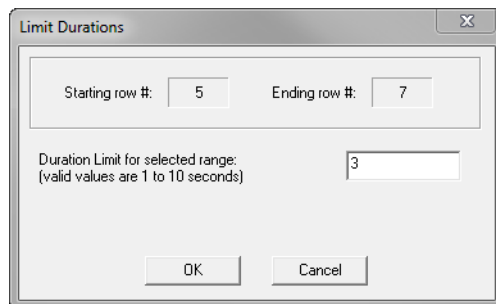 Limit Durations
Starting row #: 5 Ending row #: 7
Duration Limit for selected range: 3
(valid values are 1 to 10 seconds)
OK Cancel